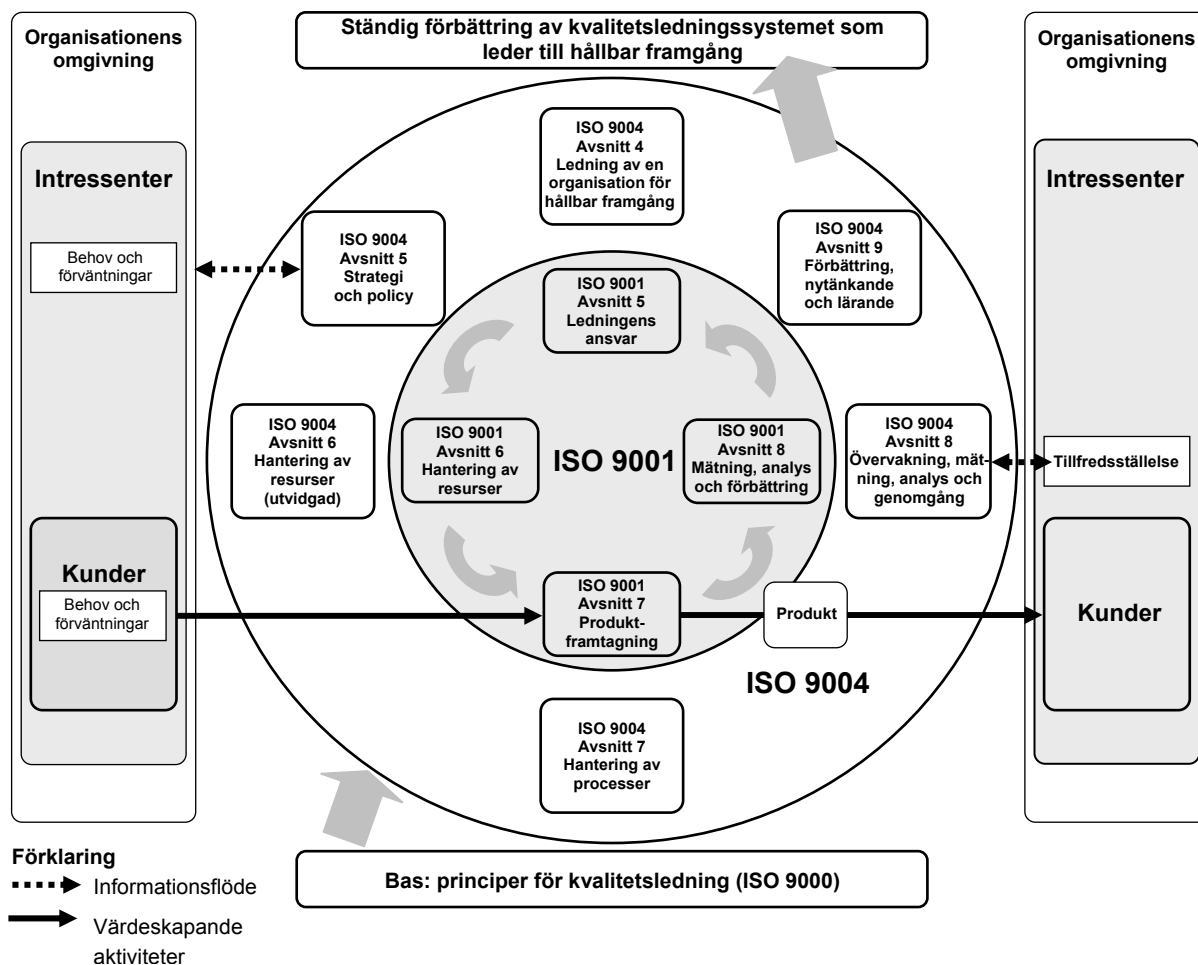 Organisationens
omgivning
Intressenter
Behov och
förväntningar
Kunder
Behov och
förväntningar
Ständig förbättring av kvalitetsledningssystemet som
leder till hållbar framgång
ISO 9004
Avsnitt 4
Ledning av en
organisation för
hållbar framgång
ISO 9004
Avsnitt 5
Strategi
och policy
ISO 9004
Avsnitt 9
Förbättring,
nytänkande
och lärande
ISO 9001
Avsnitt 5
Ledningens
ansvar
ISO 9004
Avsnitt 6
Hantering av
resurser
(utvidgad)
ISO 9001
Avsnitt 6
Hantering av
resurser
ISO 9001
ISO 9001
Avsnitt 8
Mätning, analys
och förbättring
ISO 9004
Avsnitt 8
Övervakning, mät-
ning, analys och
genomgång
ISO 9001
Avsnitt 7
Produkt-
framtagning
Produkt
ISO 9004
ISO 9004
Avsnitt 7
Hantering av
processer
Bas: principer för kvalitetsledning (ISO 9000)
Organisationens
omgivning
Intressenter
Tillfredsställelse
Kunder
Förklaring
Informationsflöde
Värdeskapande
aktiviteter